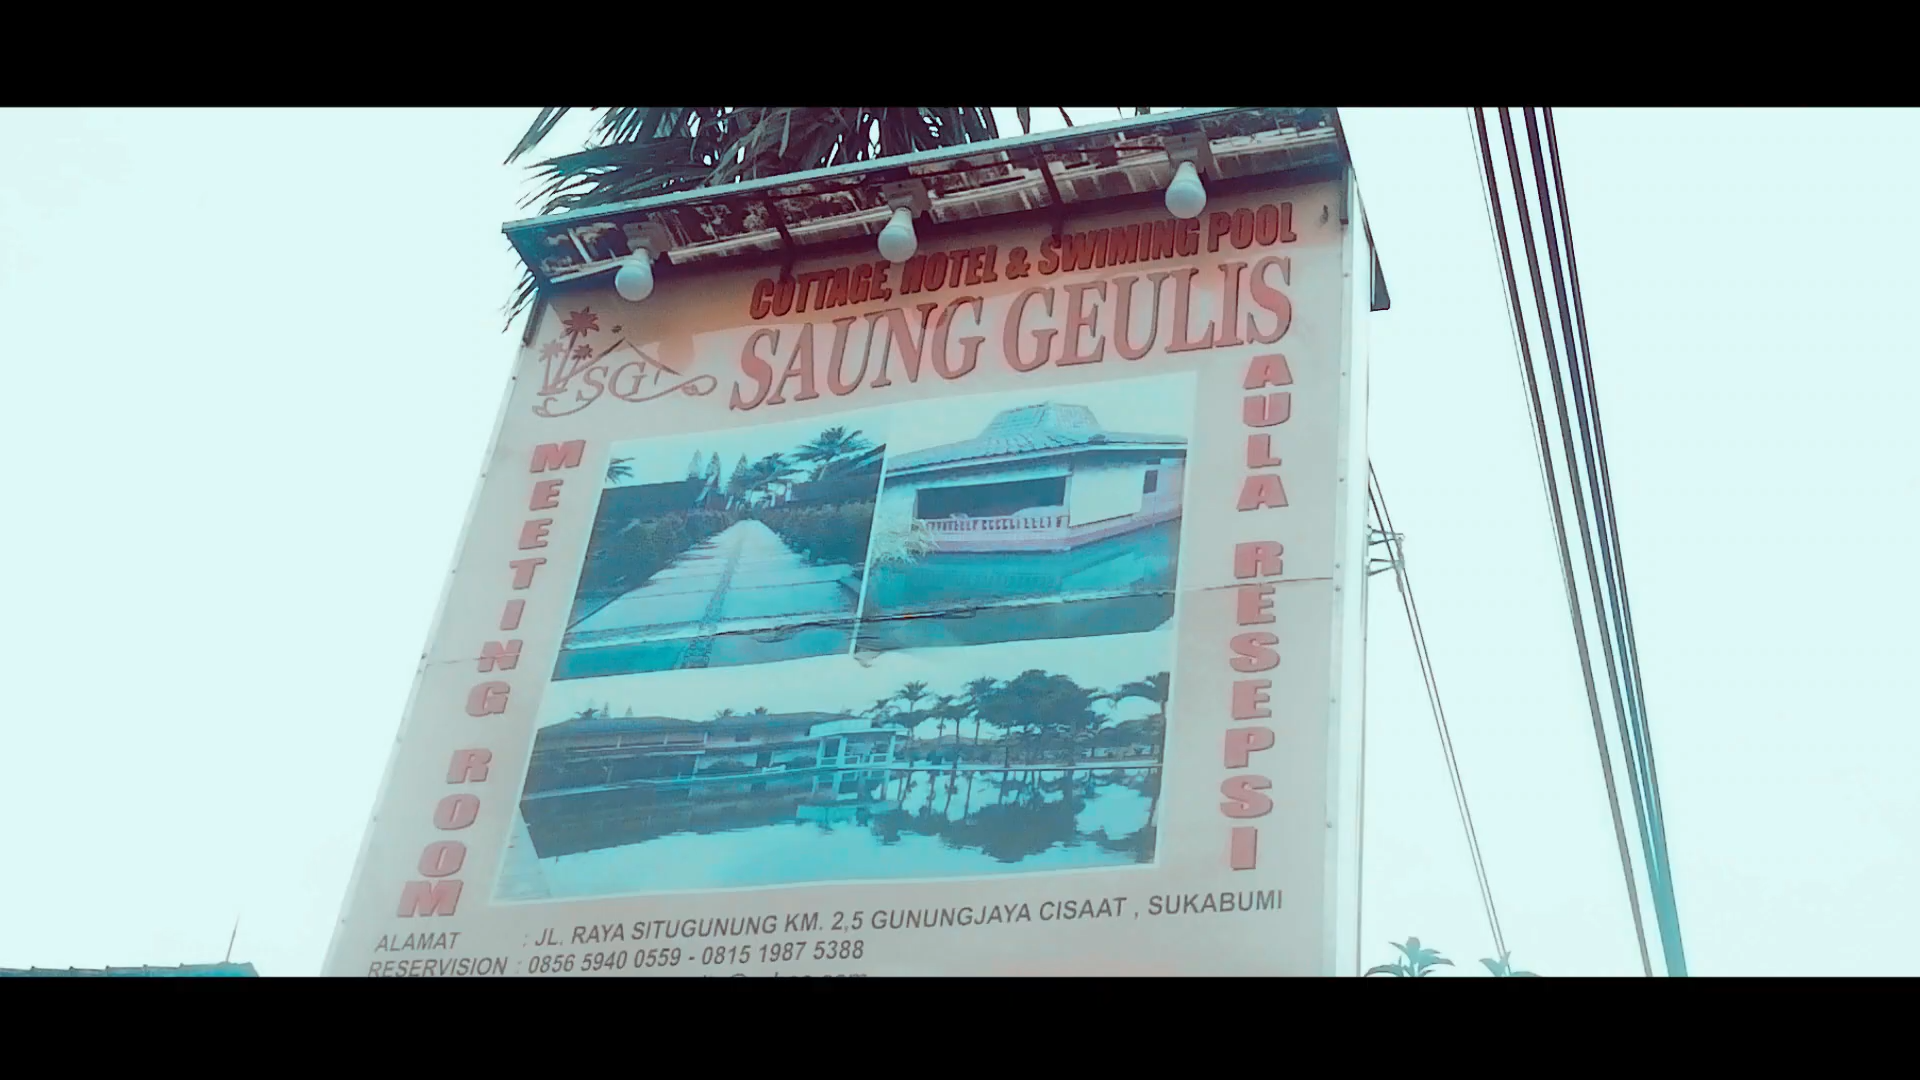 COTTAGE, HOTEL & SWIMING POOL
SAUNG GEULIS
SG
MEETING ROOM
AULA RESEPSI
ALAMAT : JL. RAYA SITUGUNUNG KM. 2,5 GUNUNGJAYA CISAAT , SUKABUMI
RESERVISION : 0856 5940 0559 - 0815 1987 5388